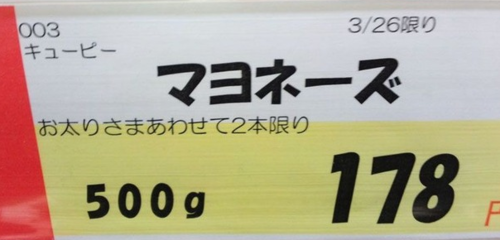 003
3/26限り
キューピー
マヨネーズ
お太りさまあわせて2本限り
500g
178